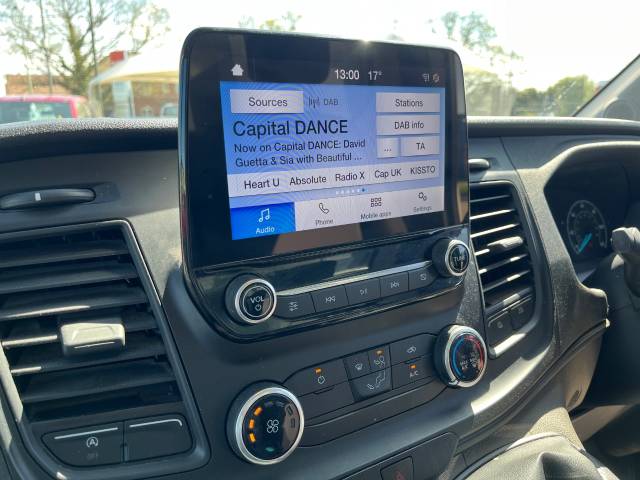 13:00 17°
Sources DAB Stations
Capital DANCE DAB info
Now on Capital DANCE: David
Guetta & Sia with Beautiful ... ... TA
Heart U Absolute Radio X Cap UK KISSTO
Audio Phone Mobile apps Settings
VOL TUNE
A/C
OFF